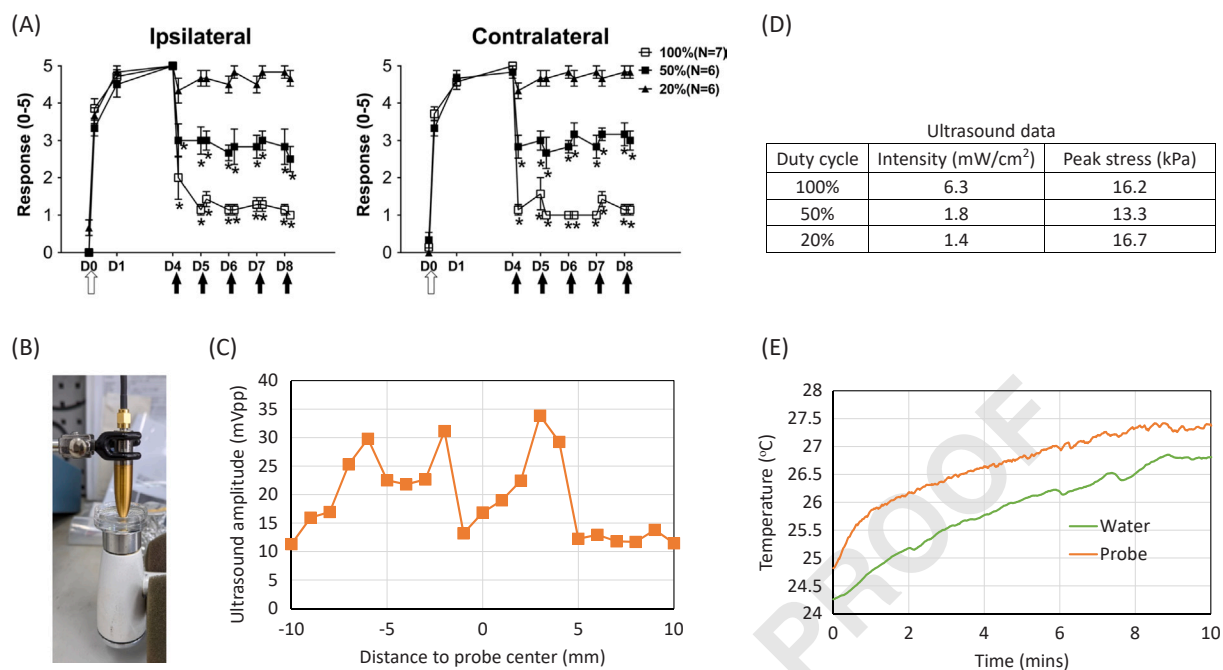 (A)
Ipsilateral
Contralateral
100%(N=7)
50%(N=6)
20%(N=6)
Response (0-5)
5
4
3
2
1
0
D0 D1 D4 D5 D6 D7 D8
Response (0-5)
5
4
3
2
1
0
D0 D1 D4 D5 D6 D7 D8
(D)
Ultrasound data
Duty cycle Intensity (mW/cm²) Peak stress (kPa)
100% 6.3 16.2
50% 1.8 13.3
20% 1.4 16.7
(B)
(C)
Ultrasound amplitude (mVpp)
40
35
30
25
20
15
10
5
0
-10 -5 0 5 10
Distance to probe center (mm)
(E)
Temperature (°C)
28
27.5
27
26.5
26
25.5
25
24.5
24
Water
Probe
0 2 4 6 8 10
Time (mins)
PROOF